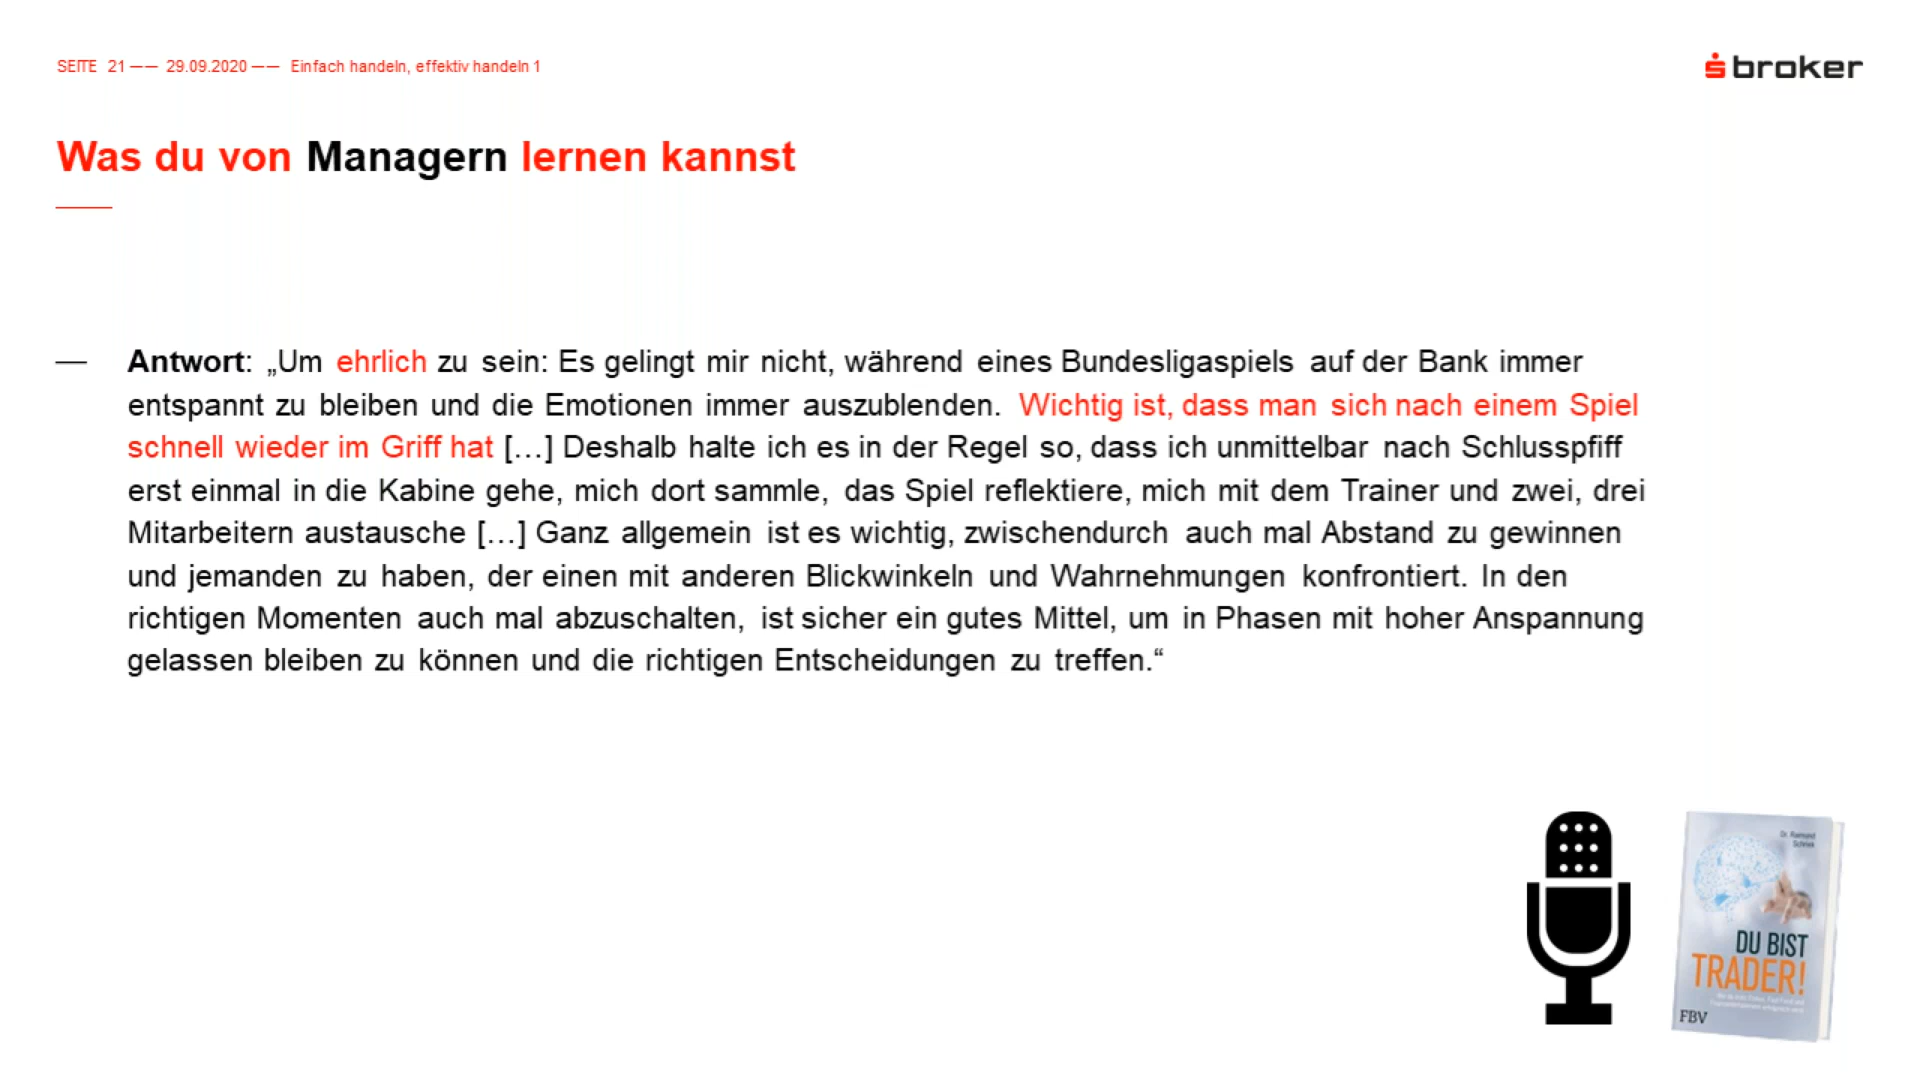 SEITE 21 —— 29.09.2020 —— Einfach handeln, effektiv handeln 1
broker
Was du von Managern lernen kannst
— Antwort: „Um ehrlich zu sein: Es gelingt mir nicht, während eines Bundesligaspiels auf der Bank immer
entspannt zu bleiben und die Emotionen immer auszublenden. Wichtig ist, dass man sich nach einem Spiel
schnell wieder im Griff hat […] Deshalb halte ich es in der Regel so, dass ich unmittelbar nach Schlusspfiff
erst einmal in die Kabine gehe, mich dort sammle, das Spiel reflektiere, mich mit dem Trainer und zwei, drei
Mitarbeitern austausche […] Ganz allgemein ist es wichtig, zwischendurch auch mal Abstand zu gewinnen
und jemanden zu haben, der einen mit anderen Blickwinkeln und Wahrnehmungen konfrontiert. In den
richtigen Momenten auch mal abzuschalten, ist sicher ein gutes Mittel, um in Phasen mit hoher Anspannung
gelassen bleiben zu können und die richtigen Entscheidungen zu treffen.“
Dr. Raimund
Schriek
DU BIST
TRADER!
FBV